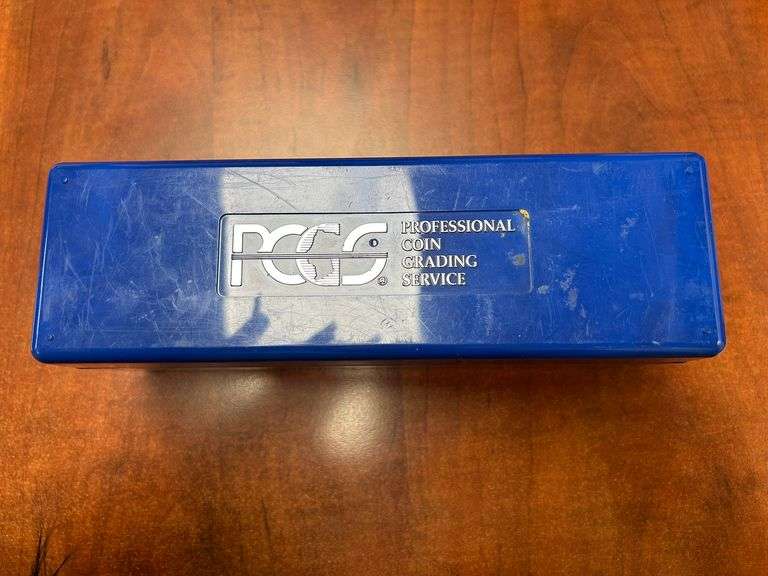 PCGS®
PROFESSIONAL
COIN
GRADING
SERVICE